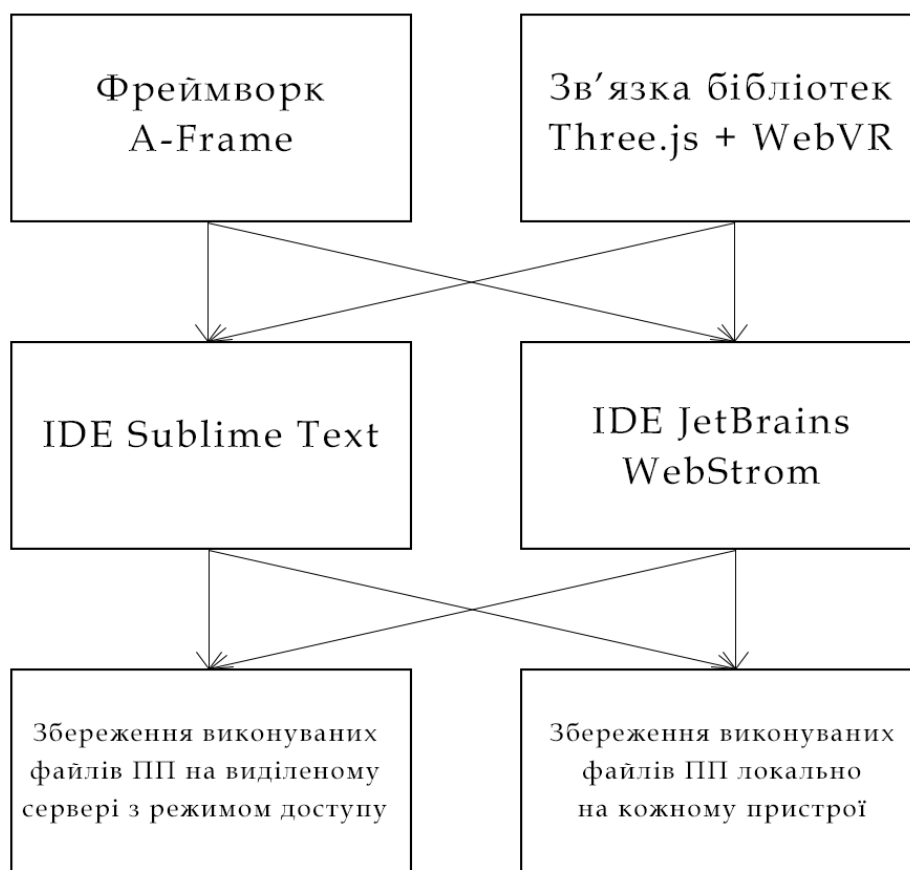 Фреймворк
A-Frame
Зв’язка бібліотек
Three.js + WebVR
IDE Sublime Text
IDE JetBrains
WebStrom
Збереження виконуваних
файлів ПП на виділеному
сервері з режимом доступу
Збереження виконуваних
файлів ПП локально
на кожному пристрої